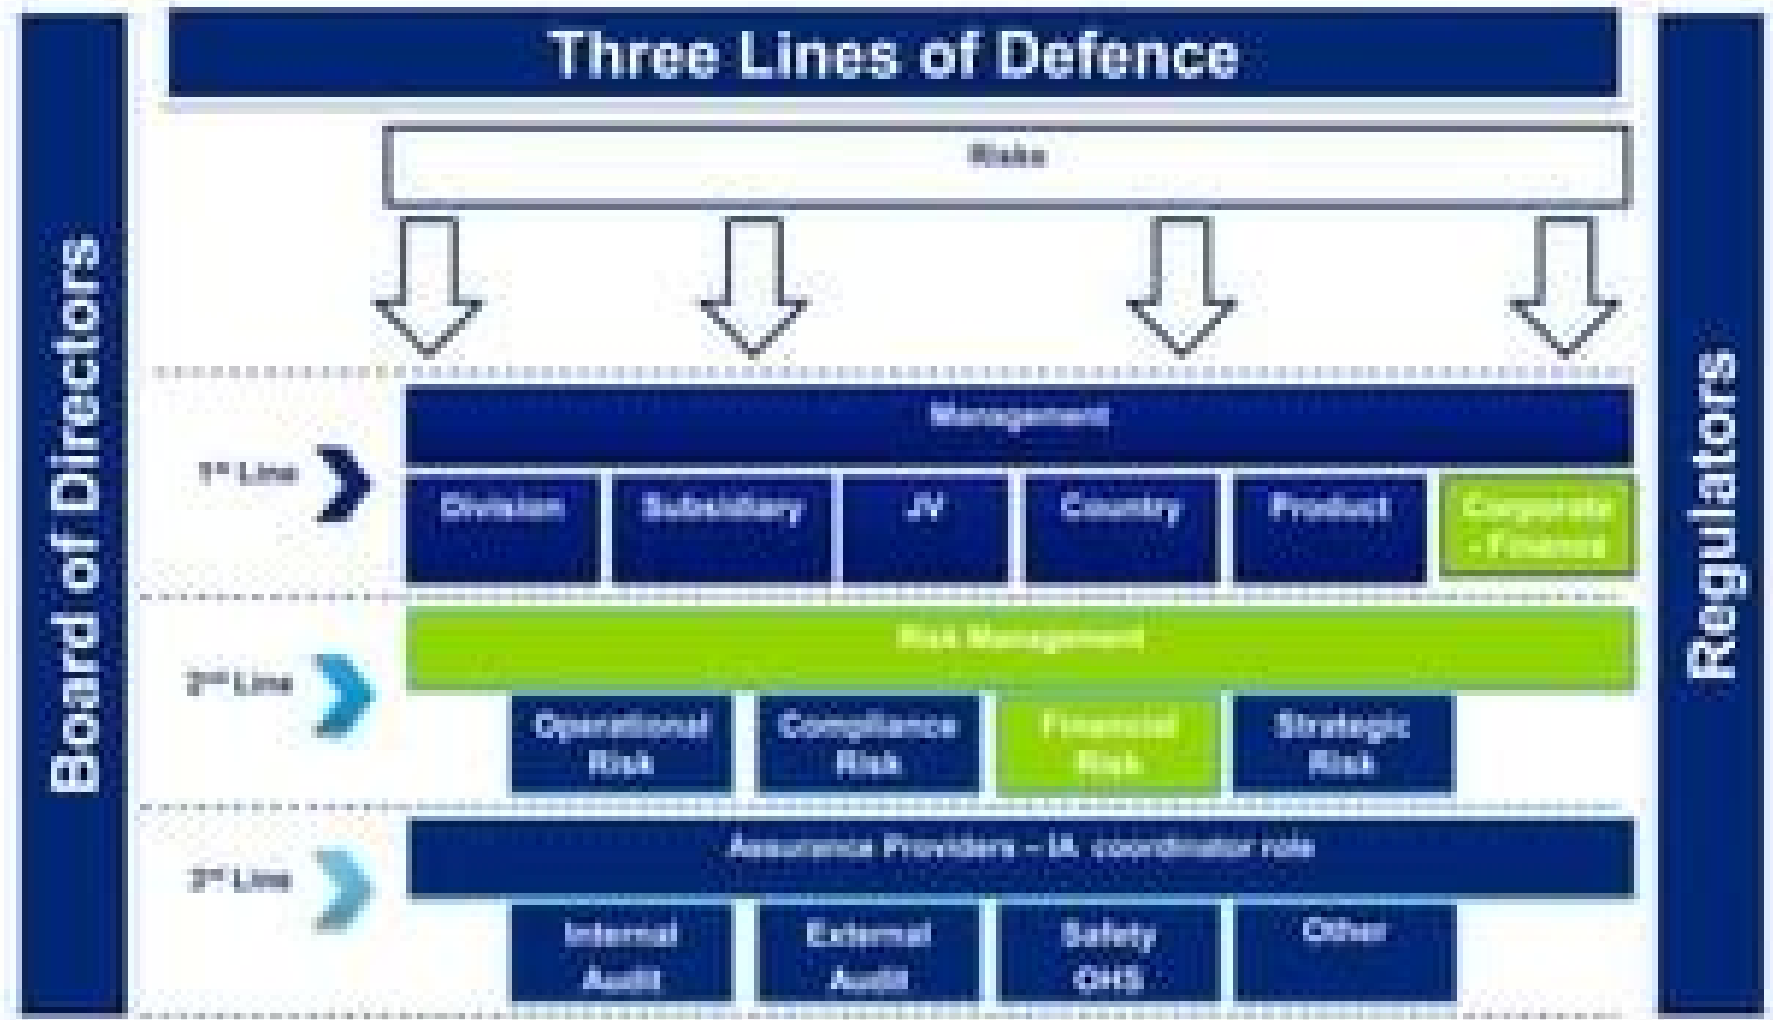 Three Lines of Defence
Board of Directors
Regulators
Risks
1st Line
Management
Division
Subsidiary
JV
Country
Product
Corporate
- Finance
2nd Line
Risk Management
Operational
Risk
Compliance
Risk
Financial
Risk
Strategic
Risk
3rd Line
Assurance Providers – IA coordinator role
Internal
Audit
External
Audit
Safety
OHS
Other